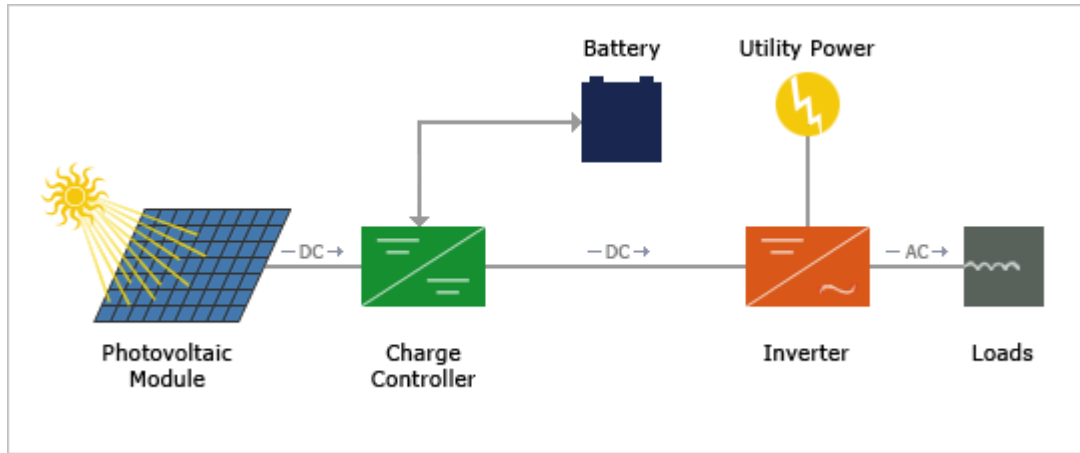 Battery
Utility Power
DC
DC
AC
Photovoltaic
Module
Charge
Controller
Inverter
Loads